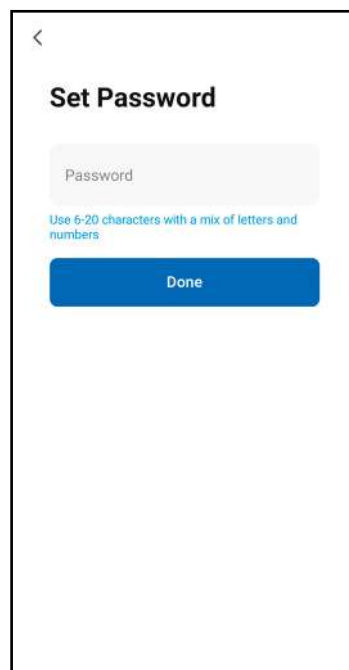 Set Password
Password
Use 6-20 characters with a mix of letters and
numbers
Done